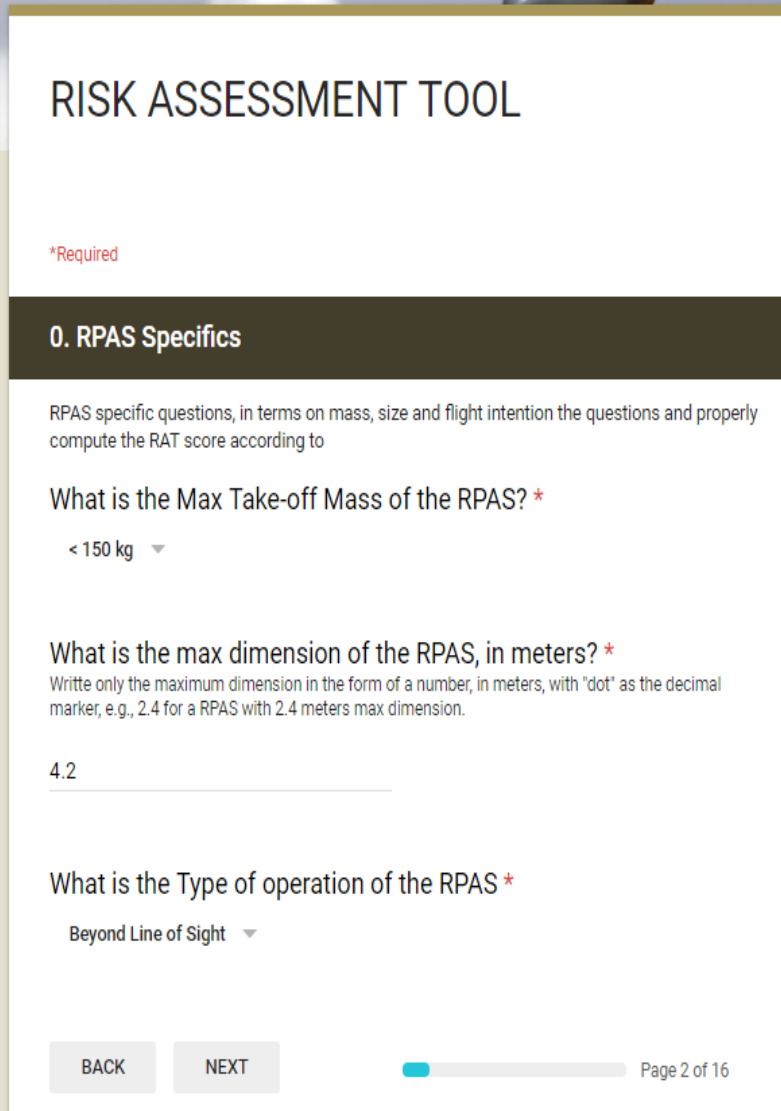 RISK ASSESSMENT TOOL
*Required
0. RPAS Specifics
RPAS specific questions, in terms on mass, size and flight intention the questions and properly
compute the RAT score according to
What is the Max Take-off Mass of the RPAS? *
< 150 kg
What is the max dimension of the RPAS, in meters? *
Writte only the maximum dimension in the form of a number, in meters, with "dot" as the decimal
marker, e.g., 2.4 for a RPAS with 2.4 meters max dimension.
4.2
What is the Type of operation of the RPAS *
Beyond Line of Sight
BACK NEXT Page 2 of 16